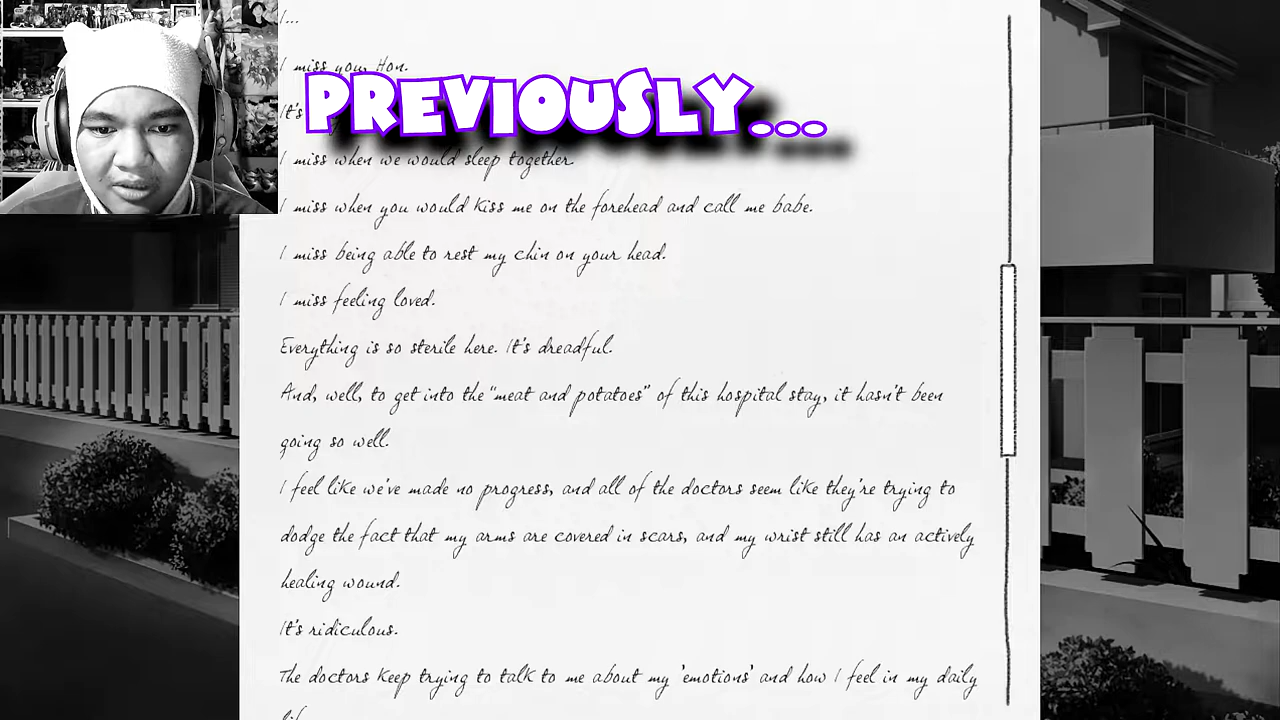 I...
I miss you, Hon.
PREVIOUSLY...
It's
I miss when we would sleep together.
I miss when you would kiss me on the forehead and call me babe.
I miss being able to rest my chin on your head.
I miss feeling loved.
Everything is so sterile here. It's dreadful.
And, well, to get into the "meat and potatoes" of this hospital stay, it hasn't been
going so well.
I feel like we've made no progress, and all of the doctors seem like they're trying to
dodge the fact that my arms are covered in scars, and my wrist still has an actively
healing wound.
It's ridiculous.
The doctors keep trying to talk to me about my 'emotions' and how I feel in my daily